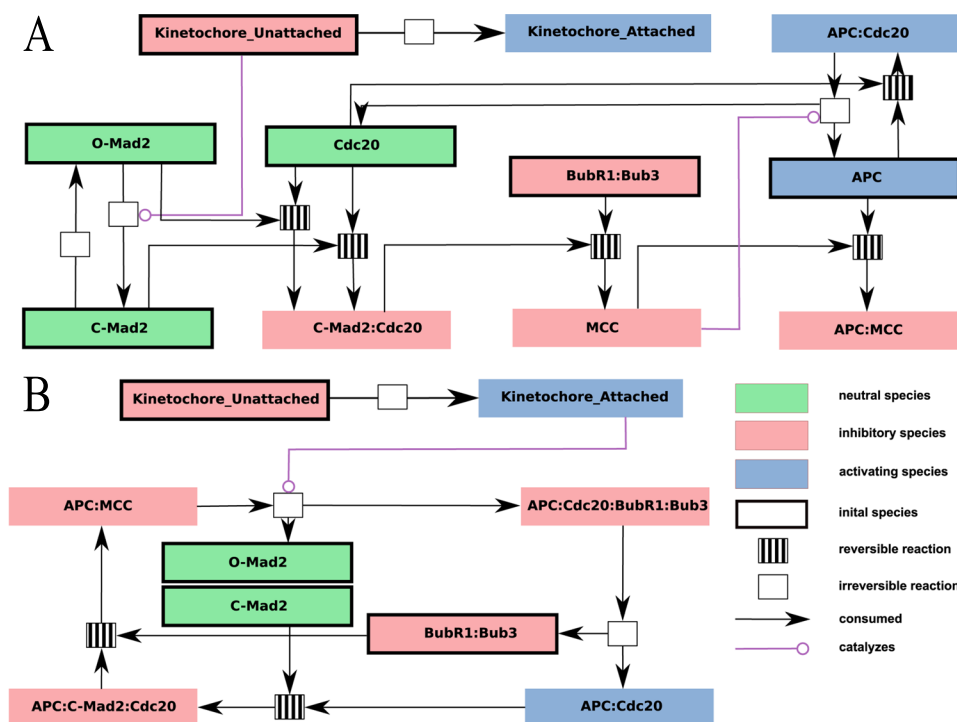 A
Kinetochore_Unattached
Kinetochore_Attached
APC:Cdc20
O-Mad2
Cdc20
BubR1:Bub3
APC
C-Mad2
C-Mad2:Cdc20
MCC
APC:MCC
B
Kinetochore_Unattached
Kinetochore_Attached
APC:MCC
APC:Cdc20:BubR1:Bub3
O-Mad2
C-Mad2
BubR1:Bub3
APC:C-Mad2:Cdc20
APC:Cdc20
neutral species
inhibitory species
activating species
inital species
reversible reaction
irreversible reaction
consumed
catalyzes